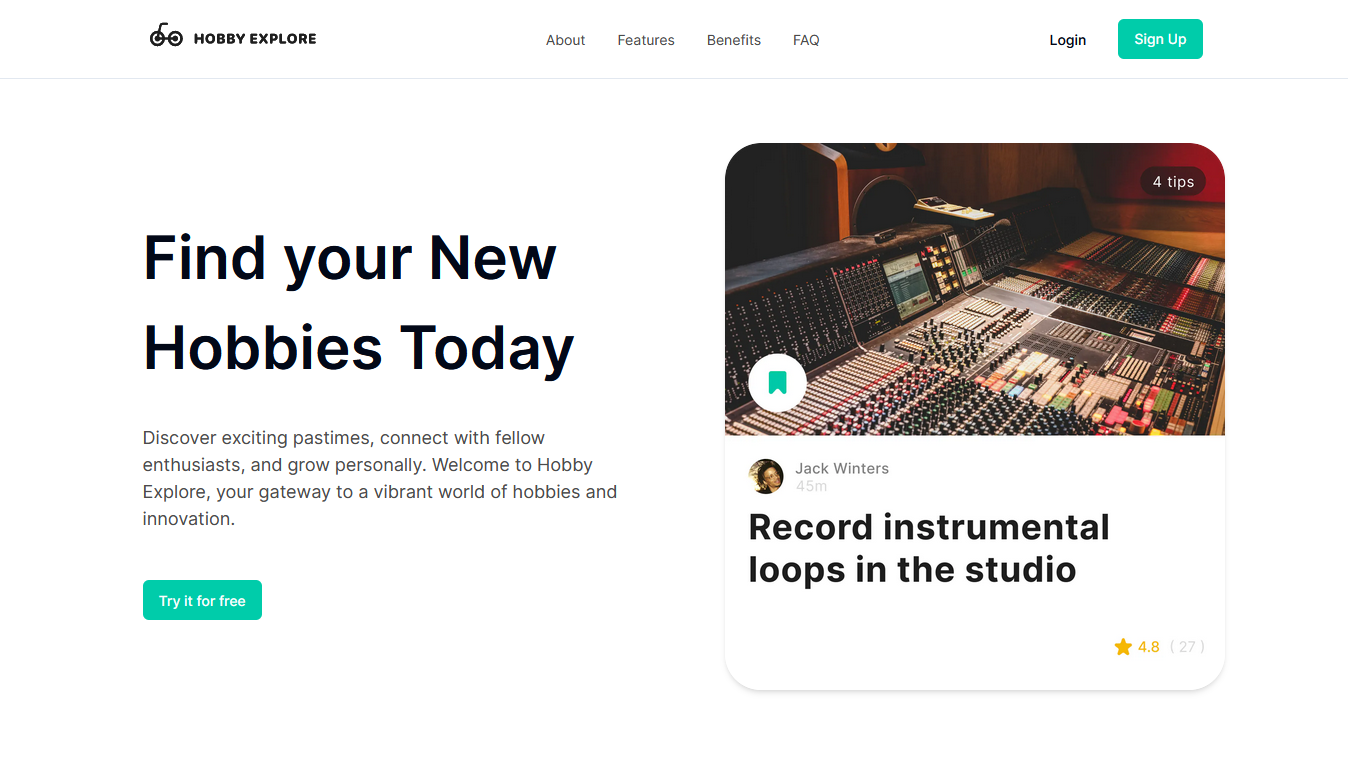 HOBBY EXPLORE
About
Features
Benefits
FAQ
Login
Sign Up
Find your New
Hobbies Today
Discover exciting pastimes, connect with fellow
enthusiasts, and grow personally. Welcome to Hobby
Explore, your gateway to a vibrant world of hobbies and
innovation.
Try it for free
4 tips
Jack Winters
45m
Record instrumental
loops in the studio
4.8 ( 27 )